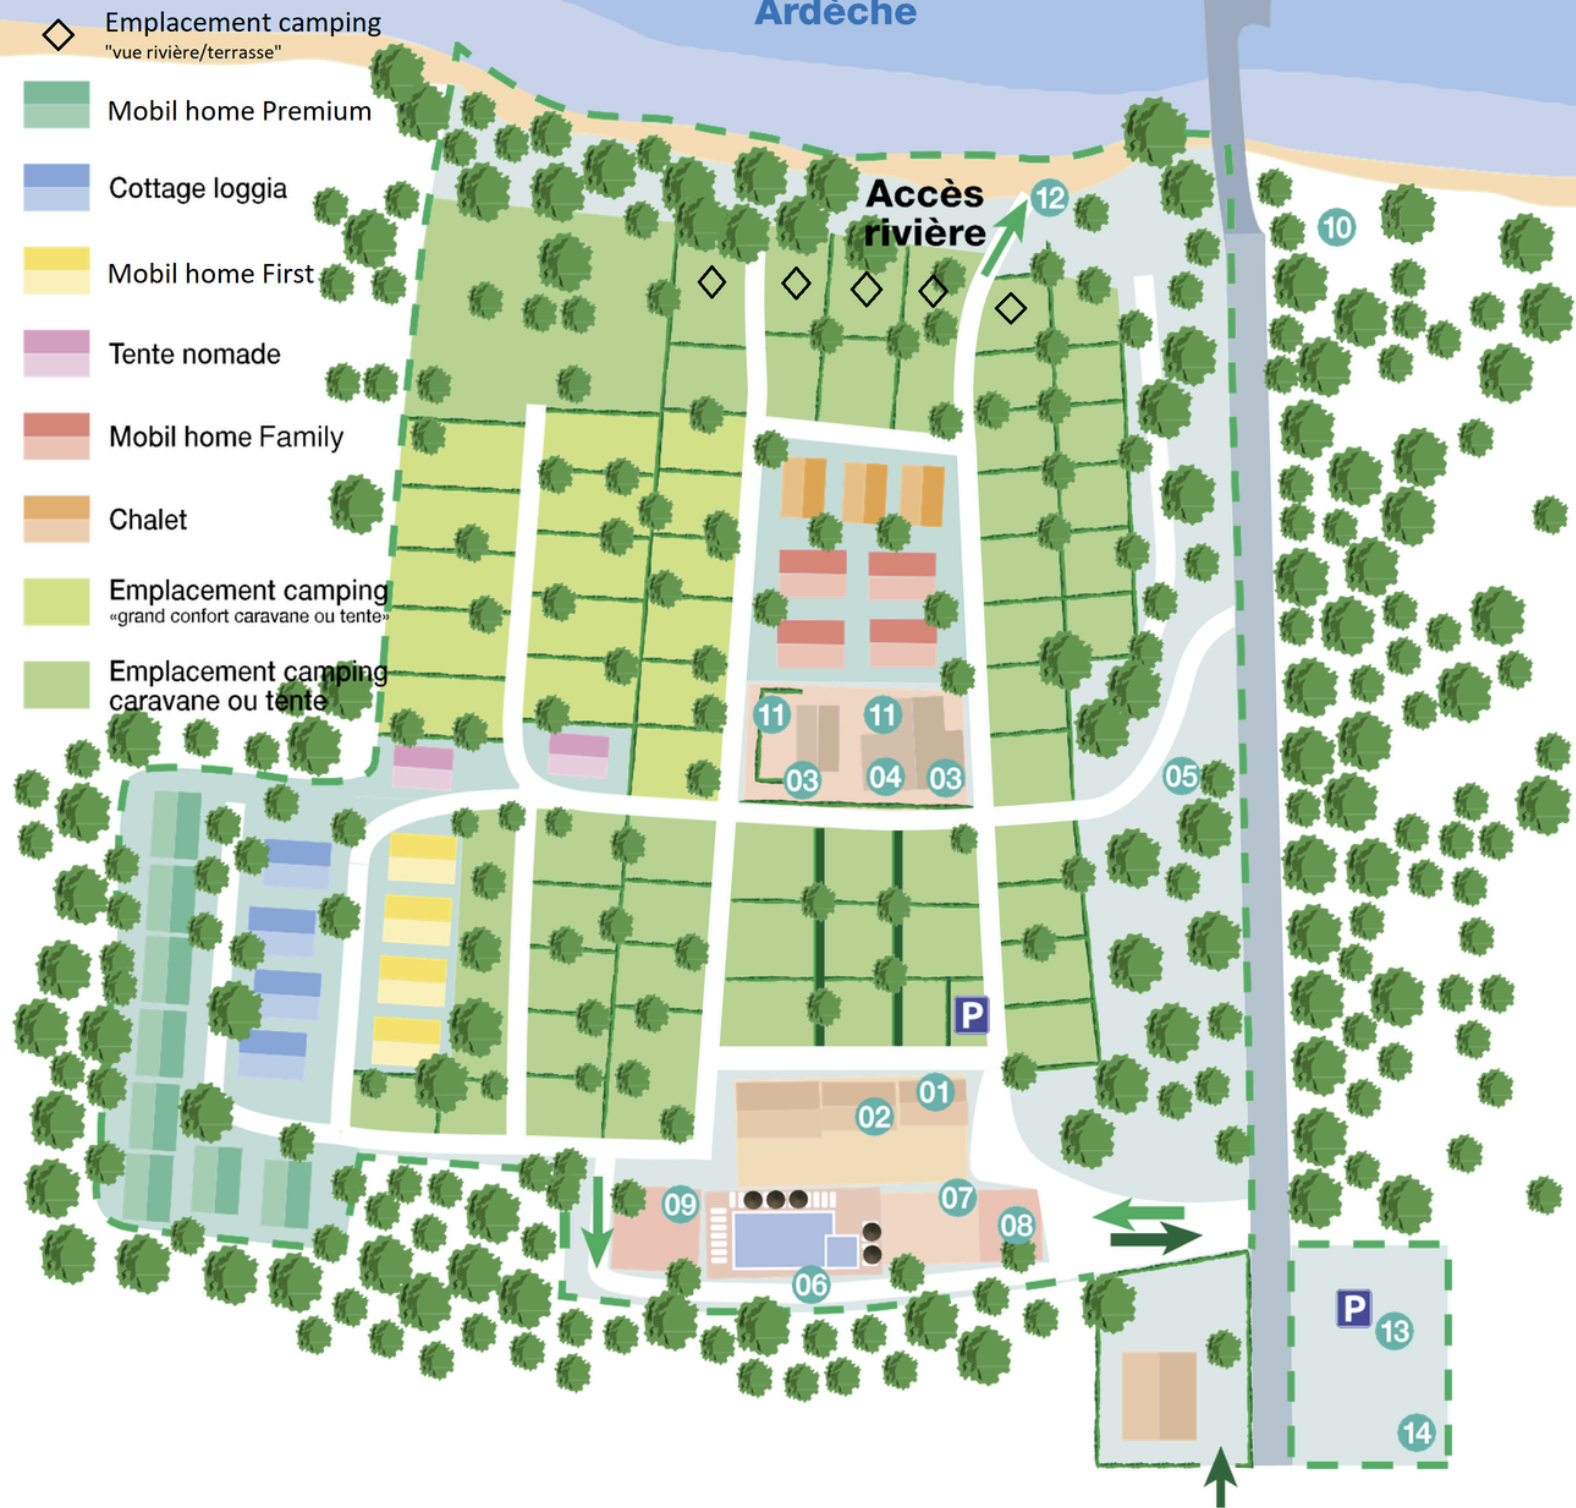 Ardèche
Emplacement camping
"vue rivière/terrasse"
Mobil home Premium
Cottage loggia
Mobil home First
Tente nomade
Mobil home Family
Chalet
Emplacement camping
«grand confort caravane ou tente»
Emplacement camping
caravane ou tente
Accès
rivière
12
10
11
11
03
04
03
05
P
01
02
09
07
08
06
P
13
14